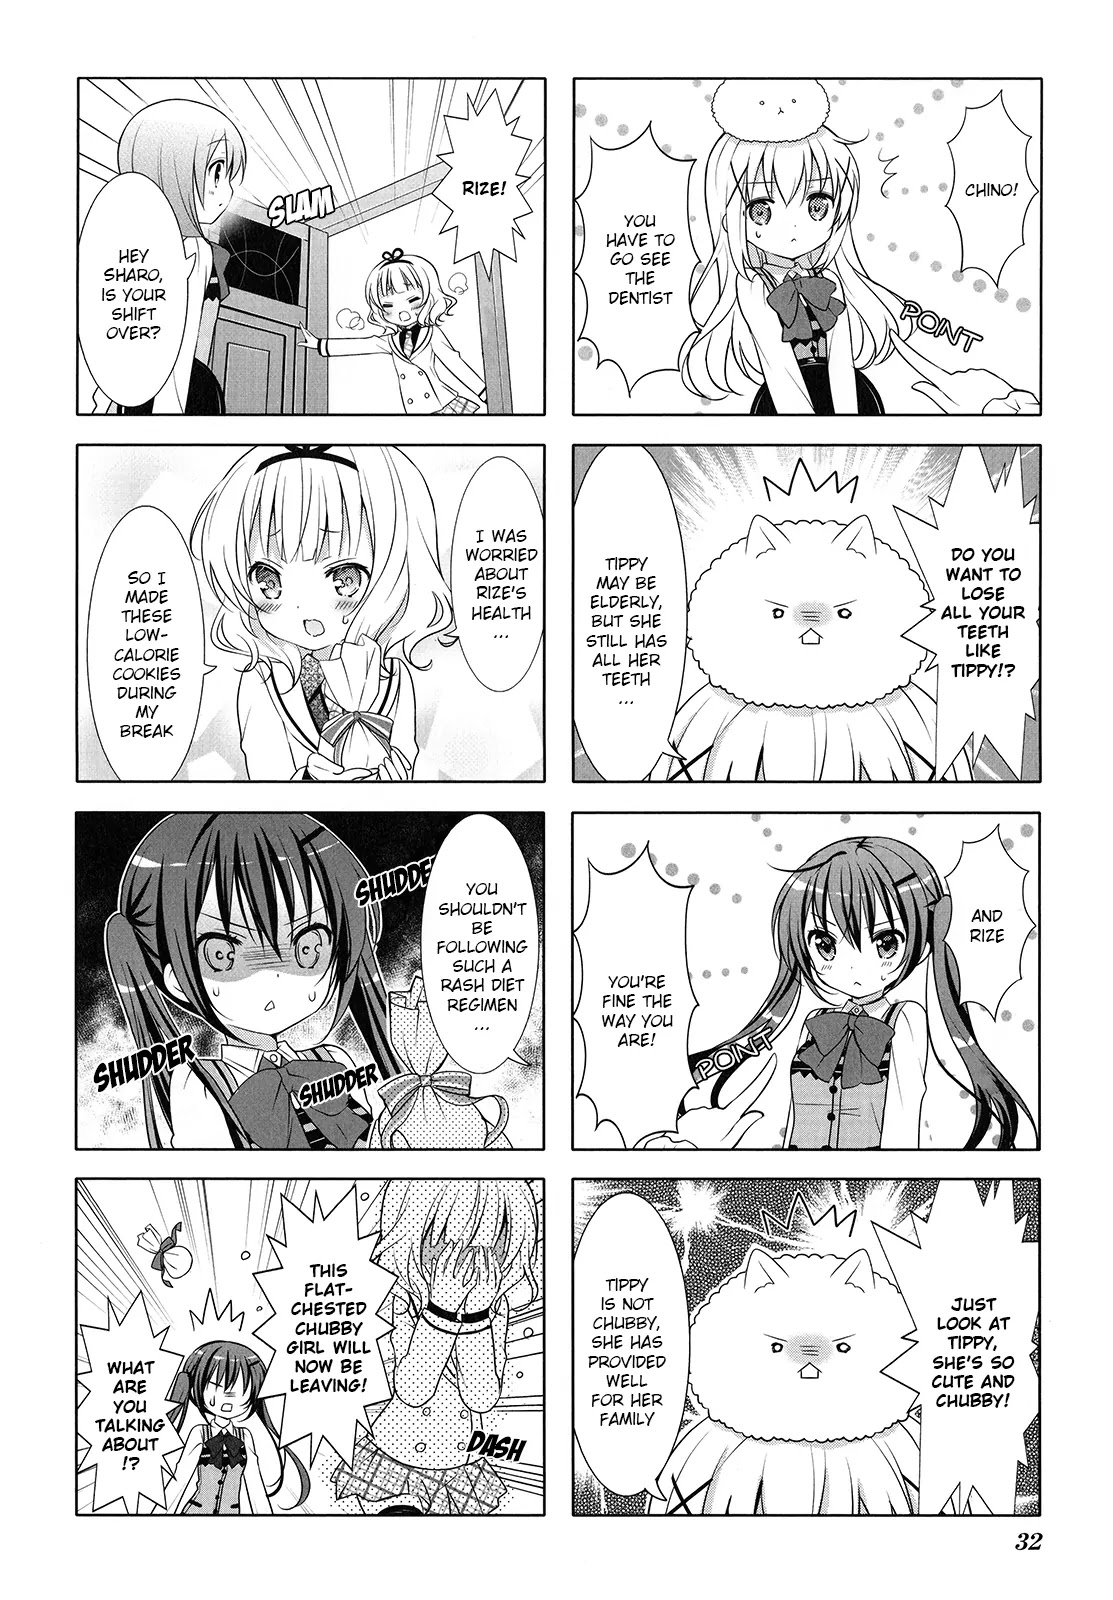 CHINO!
YOU
HAVE TO
GO SEE
THE
DENTIST
POINT
DO YOU
WANT TO
LOSE
ALL YOUR
TEETH
LIKE
TIPPY!?
TIPPY
MAY BE
ELDERLY,
BUT SHE
STILL HAS
ALL HER
TEETH
...
AND
RIZE
YOU'RE
FINE THE
WAY YOU
ARE!
POINT
JUST
LOOK AT
TIPPY,
SHE'S SO
CUTE AND
CHUBBY!
TIPPY
IS NOT
CHUBBY,
SHE HAS
PROVIDED
WELL
FOR HER
FAMILY
RIZE!
SLAM
HEY
SHARO,
IS YOUR
SHIFT
OVER?
I WAS
WORRIED
ABOUT
RIZE'S
HEALTH
...
SO I
MADE
THESE
LOW-
CALORIE
COOKIES
DURING
MY
BREAK
YOU
SHOULDN'T
BE
FOLLOWING
SUCH A
RASH DIET
REGIMEN
...
SHUDDER
SHUDDER
SHUDDER
THIS
FLAT-
CHESTED
CHUBBY
GIRL WILL
NOW BE
LEAVING!
DASH
WHAT
ARE
YOU
TALKING
ABOUT
!?
32